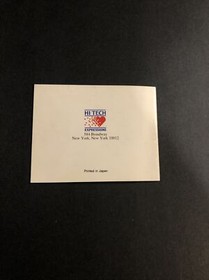 HI TECH
EXPRESSIONS
584 Broadway
New York, New York 10012
Printed in Japan